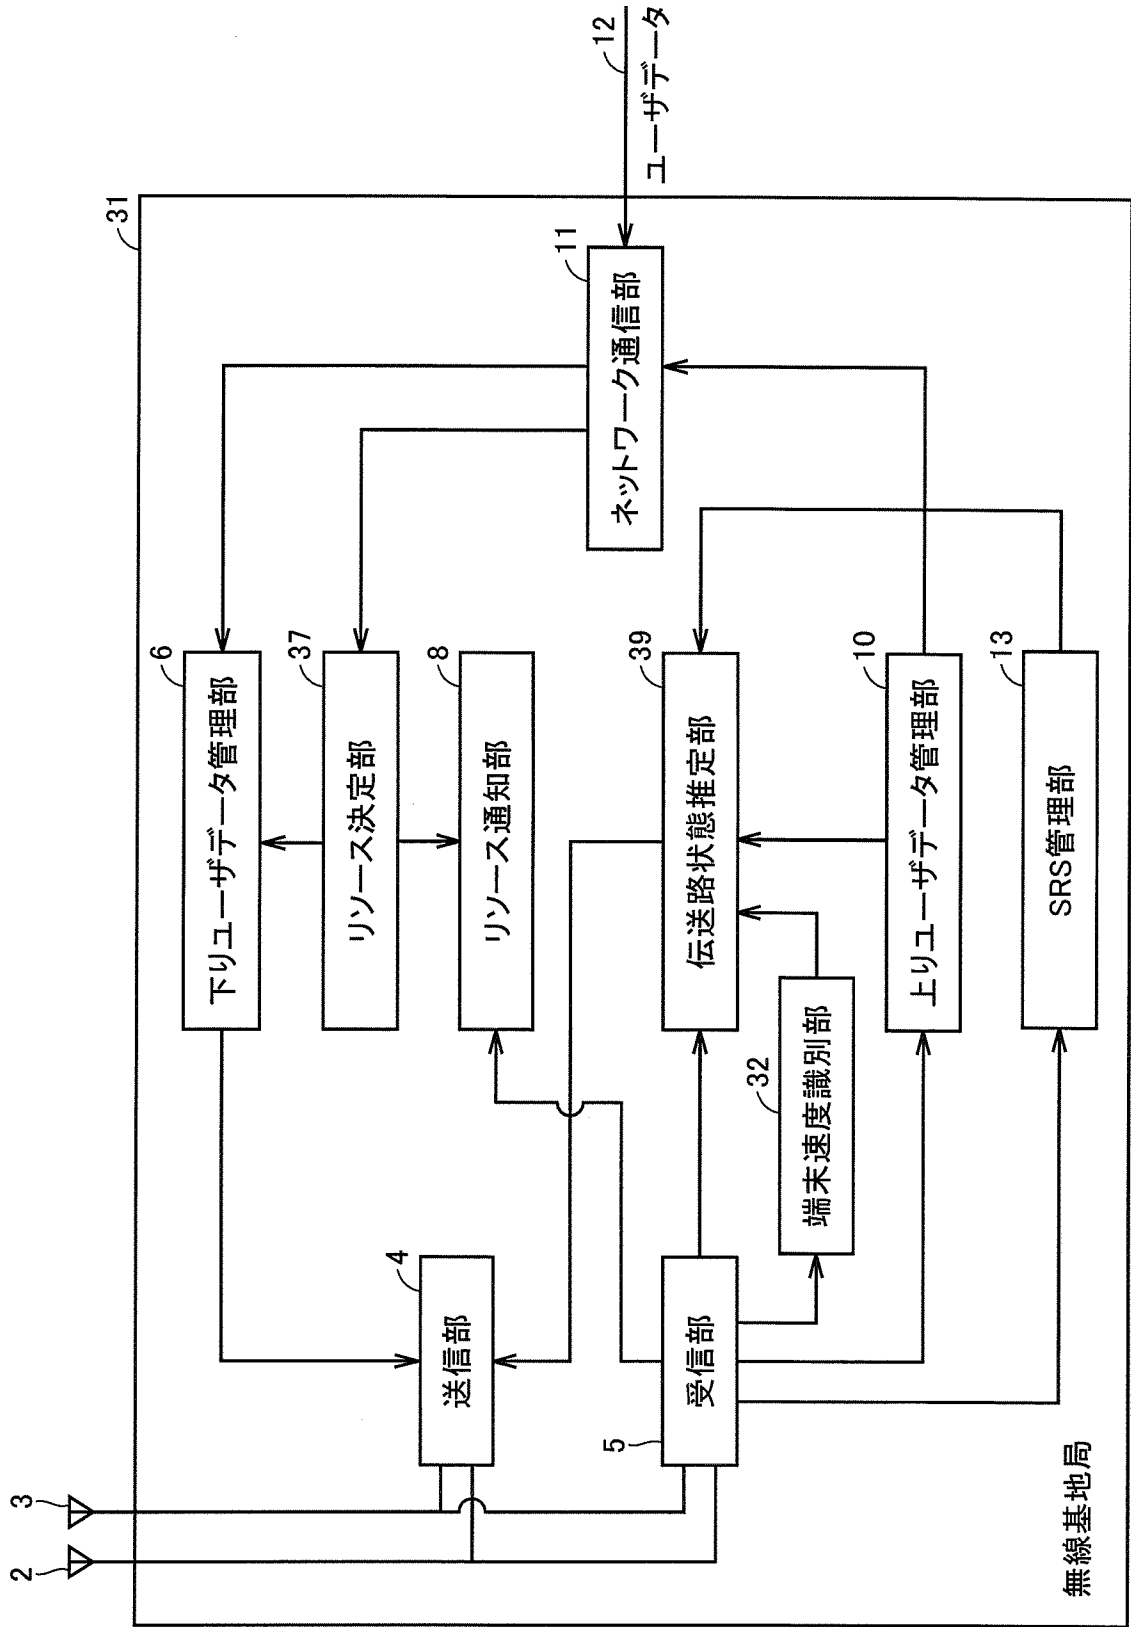 2
3
31
無線基地局
4
送信部
5
受信部
6
下りユーザデータ管理部
37
リソース決定部
8
リソース通知部
39
伝送路状態推定部
32
端末速度識別部
10
上りユーザデータ管理部
13
SRS管理部
11
ネットワーク通信部
12
ユーザデータ